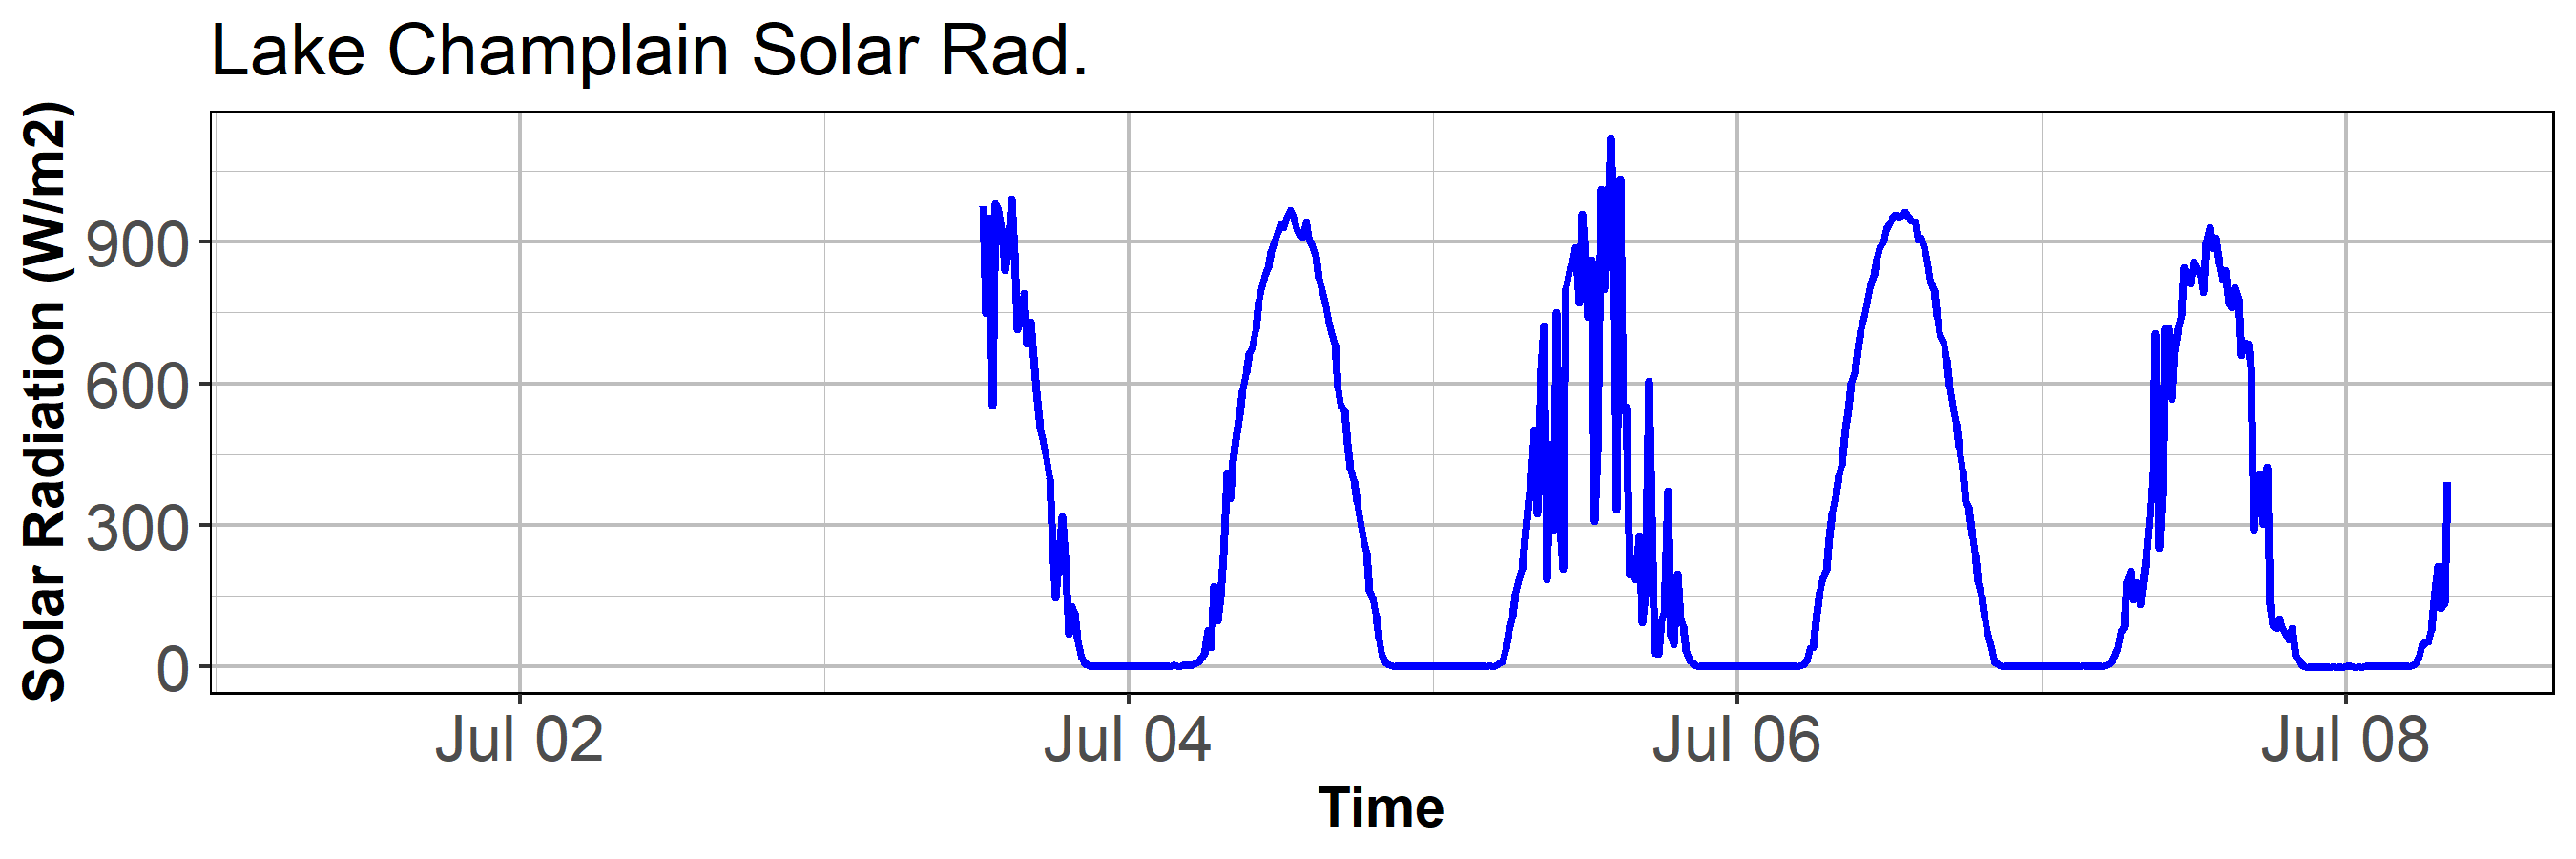 Lake Champlain Solar Rad.
Solar Radiation (W/m2)
900
600
300
0
Jul 02 Jul 04 Jul 06 Jul 08
Time